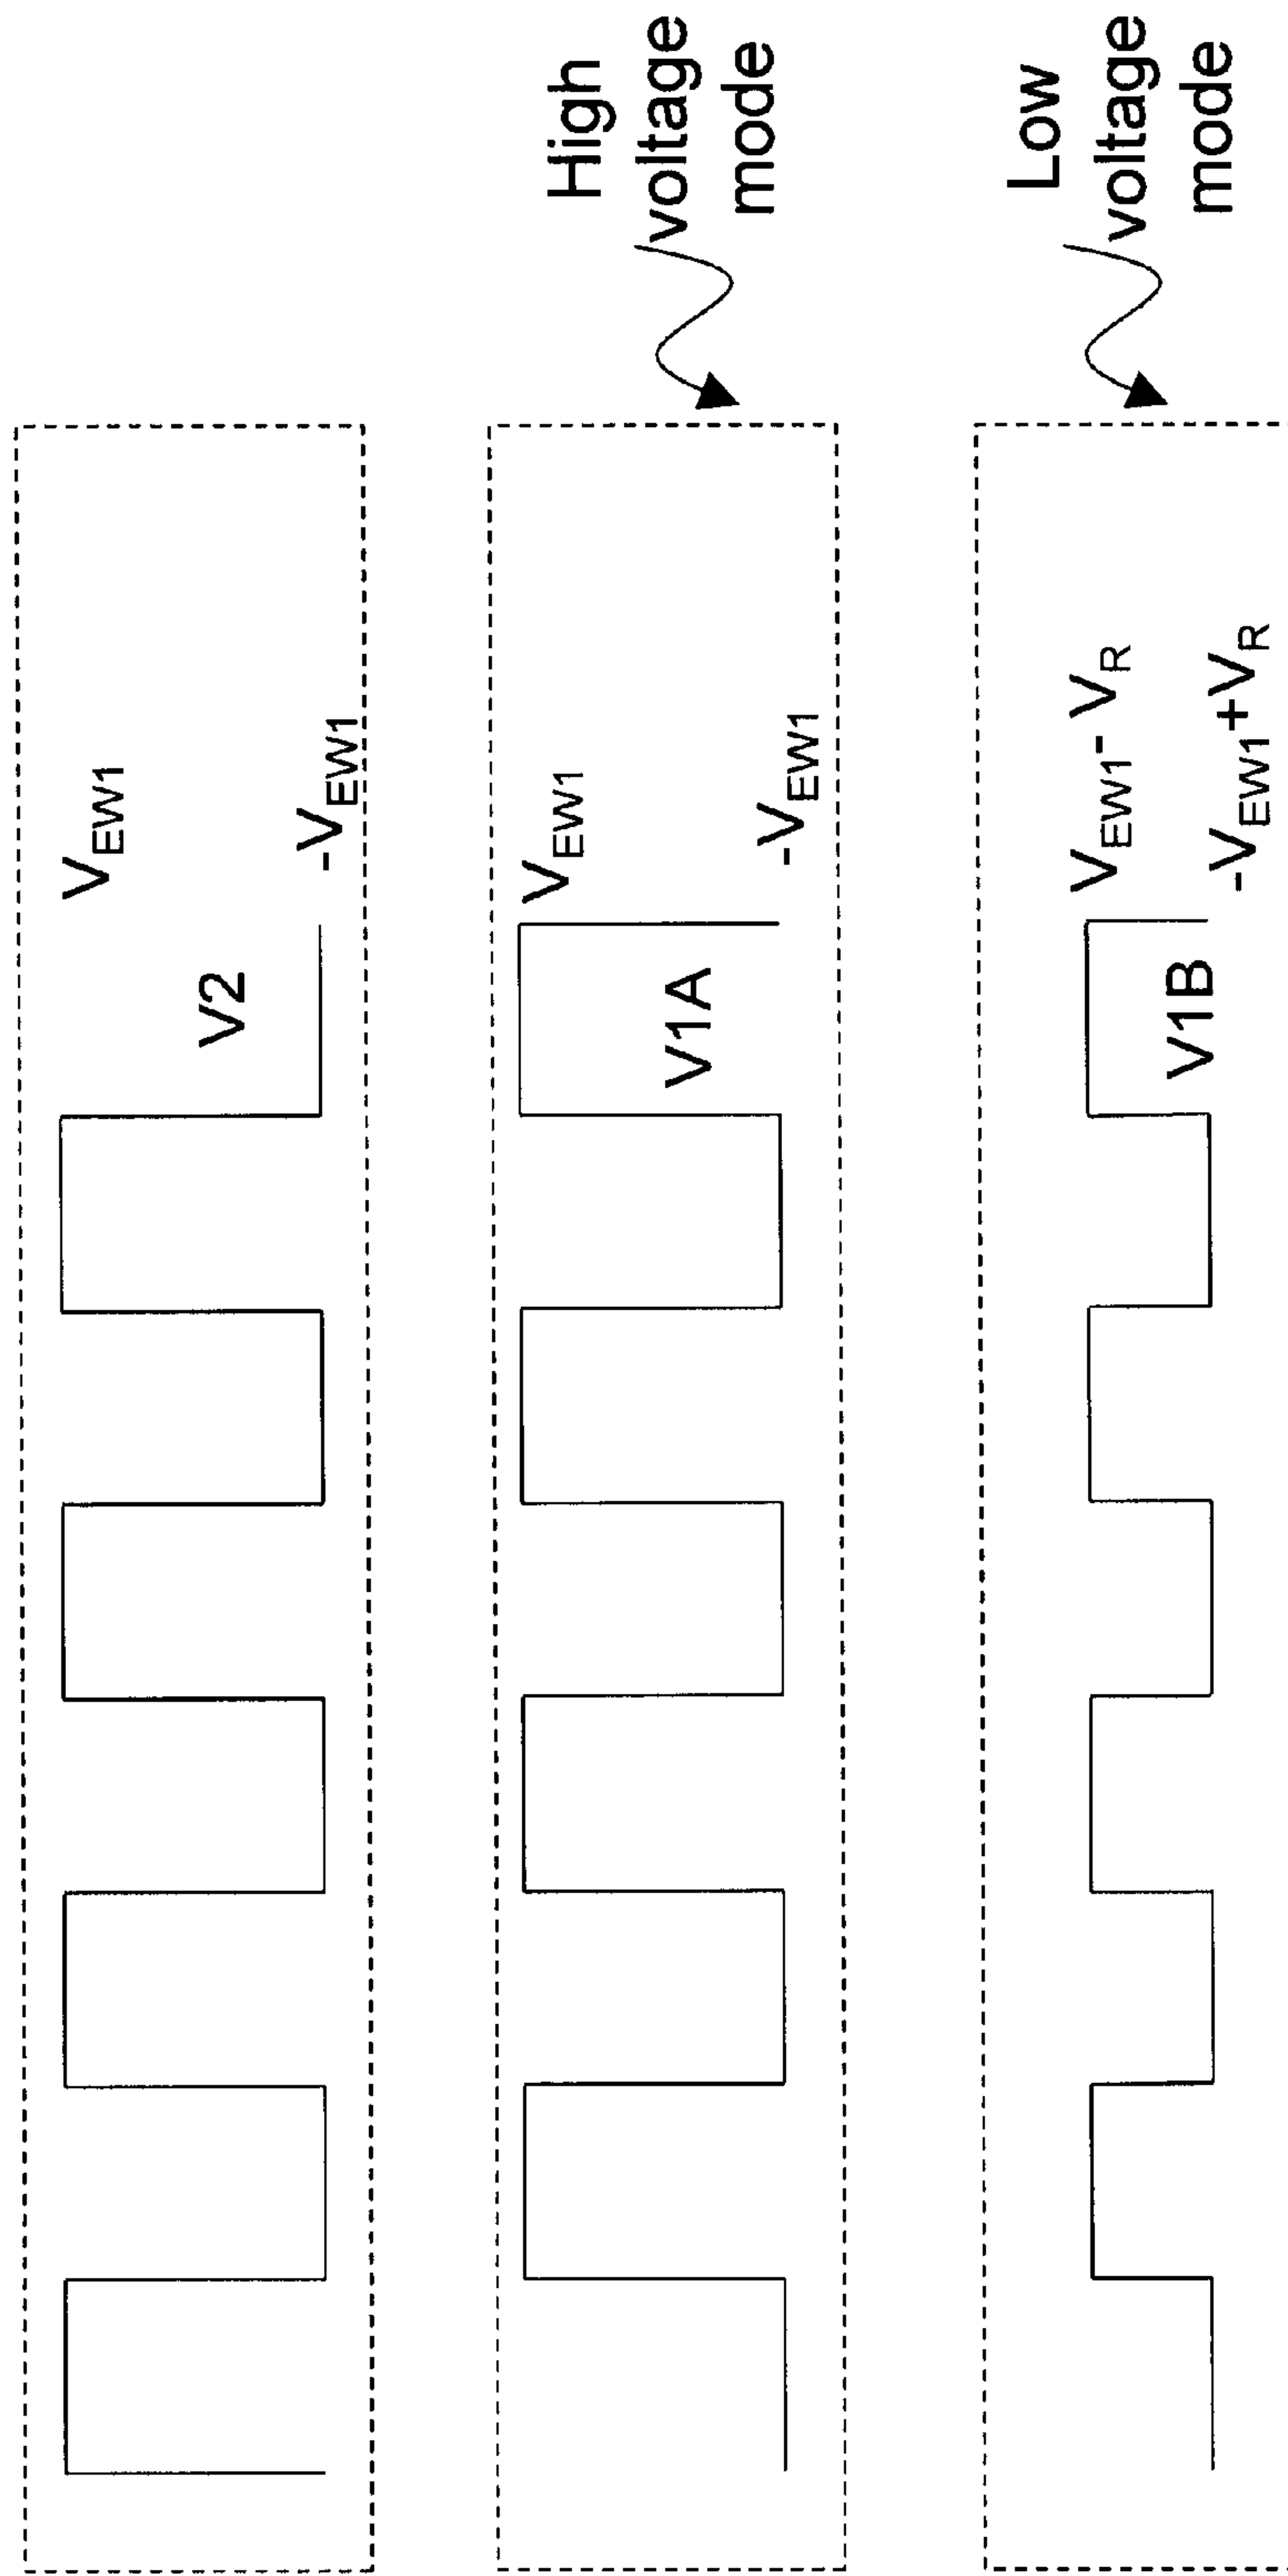 V2
V_EW1
-V_EW1
V1A
V_EW1
-V_EW1
High
voltage
mode
V1B
V_EW1- V_R
-V_EW1+V_R
Low
voltage
mode